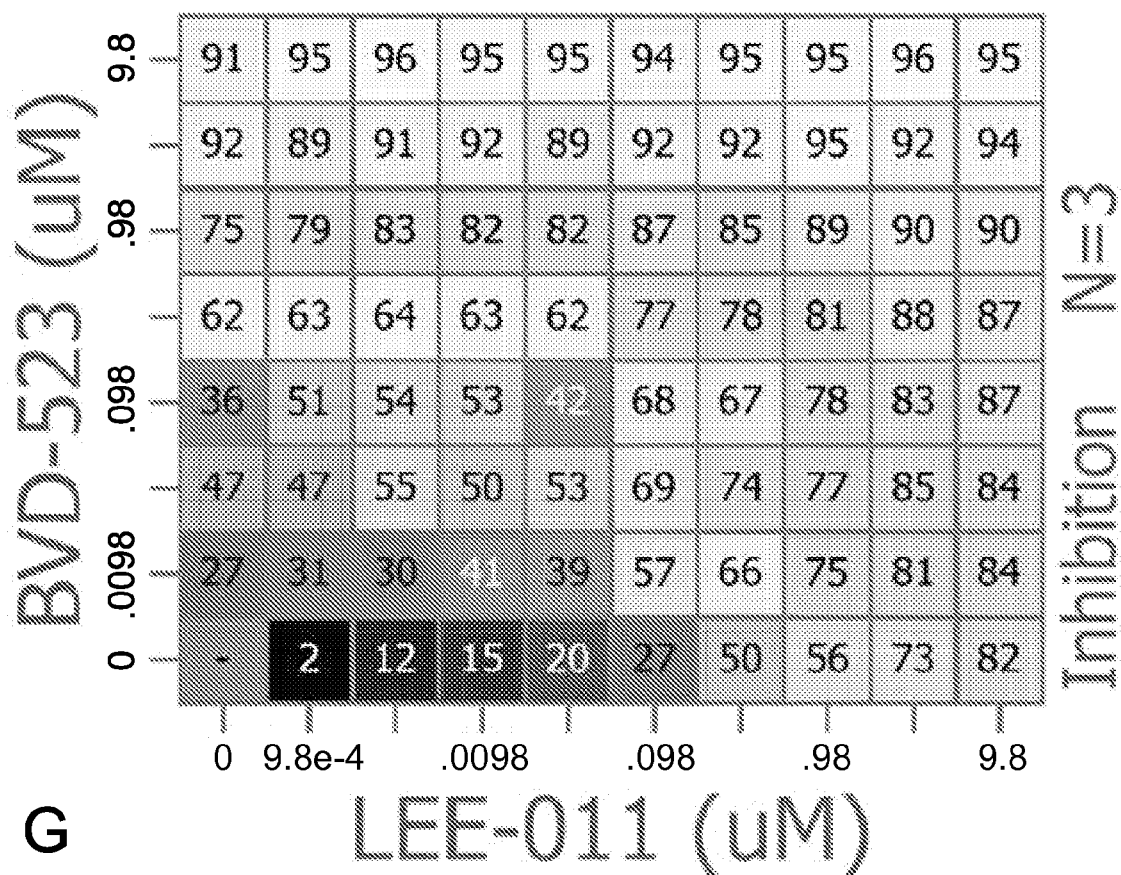 BVD-523 (uM)
9.8 91 95 96 95 95 94 95 95 96 95
92 89 91 92 89 92 92 95 92 94
.98 75 79 83 82 82 87 85 89 90 90
62 63 64 63 62 77 78 81 88 87
.098 36 51 54 53 42 68 67 78 83 87
47 47 55 50 53 69 74 77 85 84
.0098 27 31 30 41 39 57 66 75 81 84
0 - 2 12 15 20 27 50 56 73 82
0 9.8e-4 .0098 .098 .98 9.8
LEE-011 (uM)
Inhibition N=3
G